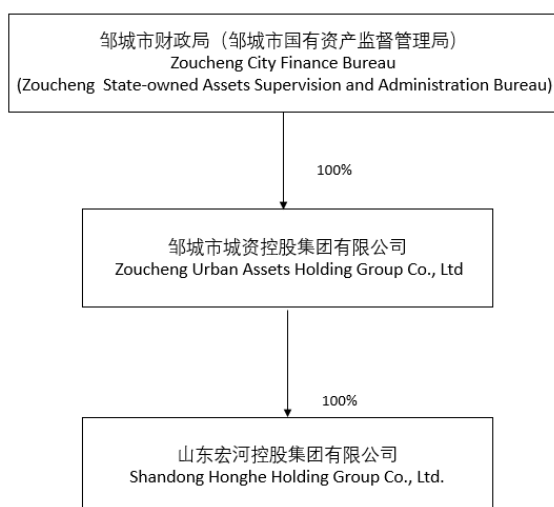 邹城市财政局（邹城市国有资产监督管理局）
Zoucheng City Finance Bureau
(Zoucheng State-owned Assets Supervision and Administration Bureau)
100%
邹城市城资控股集团有限公司
Zoucheng Urban Assets Holding Group Co., Ltd
100%
山东宏河控股集团有限公司
Shandong Honghe Holding Group Co., Ltd.